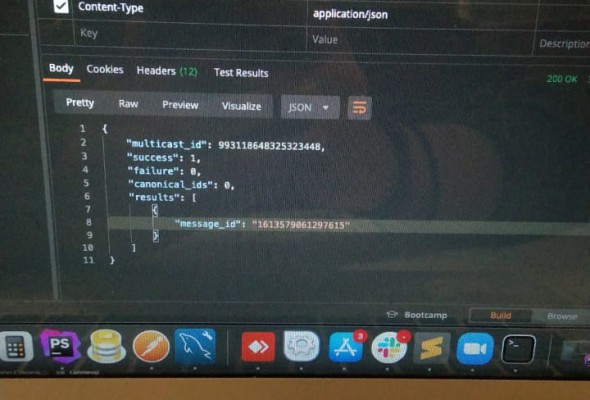 Content-Type application/json
Key Value Description
Body Cookies Headers (12) Test Results 200 OK
Pretty Raw Preview Visualize JSON
1 {
2 "multicast_id": 993118648325323448,
3 "success": 1,
4 "failure": 0,
5 "canonical_ids": 0,
6 "results": [
7 {
8 "message_id": "1613579061297615"
9 }
10 ]
11 }
Bootcamp Build Browse
PS
3